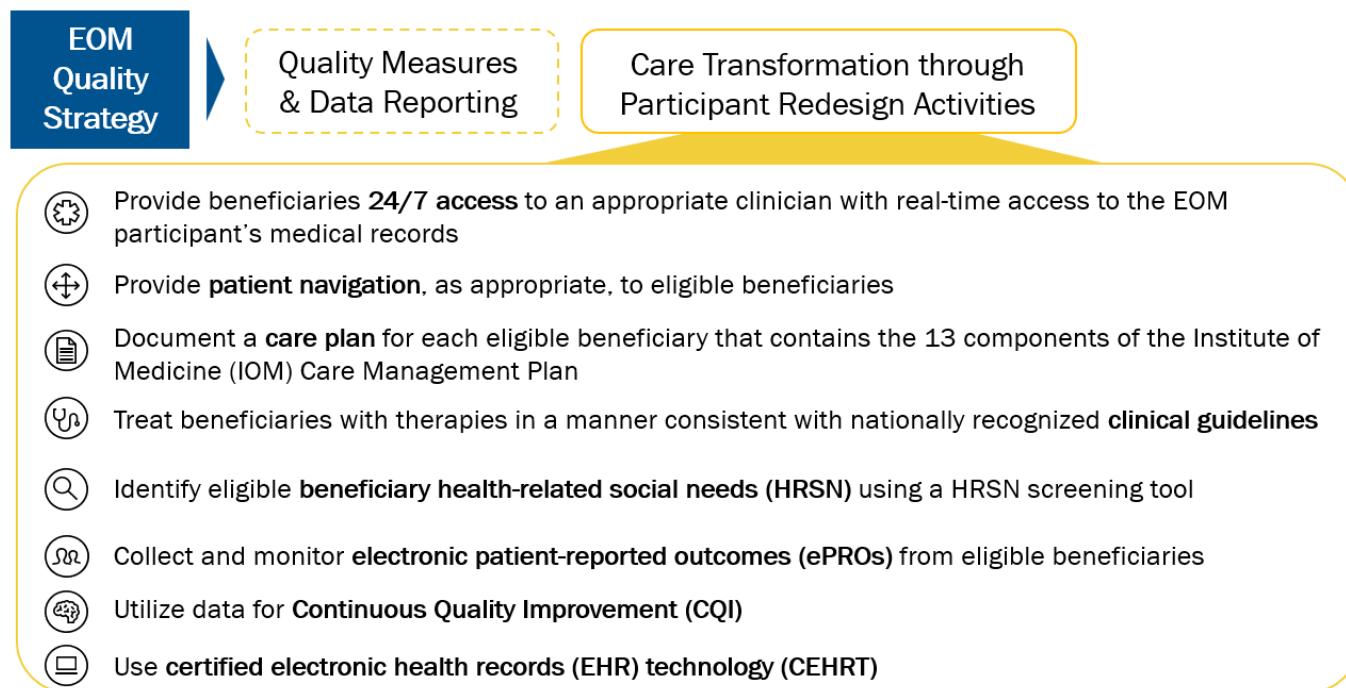 EOM
Quality
Strategy
Quality Measures
& Data Reporting
Care Transformation through
Participant Redesign Activities
Provide beneficiaries 24/7 access to an appropriate clinician with real-time access to the EOM
participant's medical records
Provide patient navigation, as appropriate, to eligible beneficiaries
Document a care plan for each eligible beneficiary that contains the 13 components of the Institute of
Medicine (IOM) Care Management Plan
Treat beneficiaries with therapies in a manner consistent with nationally recognized clinical guidelines
Identify eligible beneficiary health-related social needs (HRSN) using a HRSN screening tool
Collect and monitor electronic patient-reported outcomes (ePROs) from eligible beneficiaries
Utilize data for Continuous Quality Improvement (CQI)
Use certified electronic health records (EHR) technology (CEHRT)